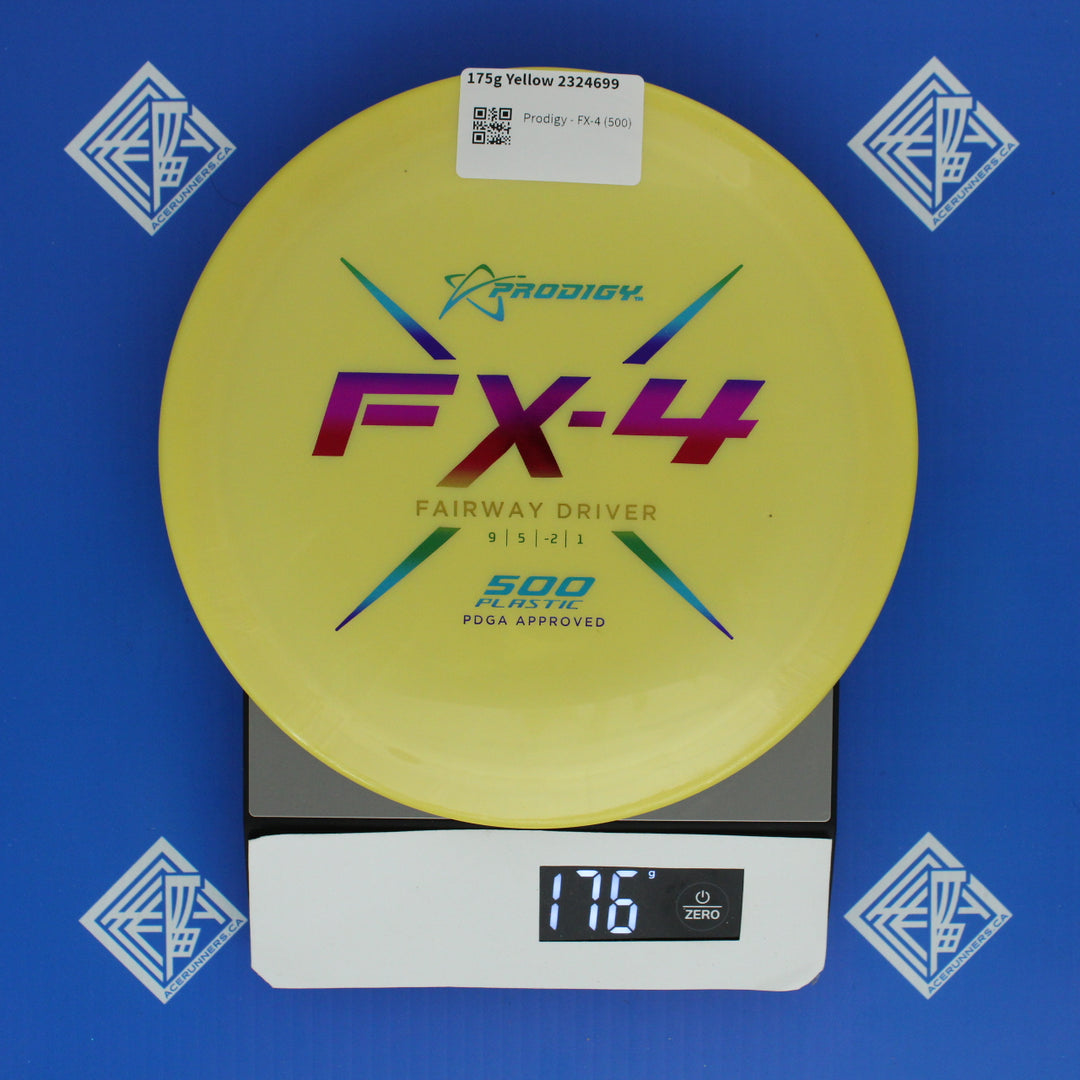 175g Yellow 2324699
Prodigy - FX-4 (500)
ACERUNNERS.CA
ACERUNNERS.CA
PRODIGY™
FX-4
FAIRWAY DRIVER
9 | 5 | -2 | 1
500
PLASTIC
PDGA APPROVED
176 g
ZERO
ACERUNNERS.CA
ACERUNNERS.CA